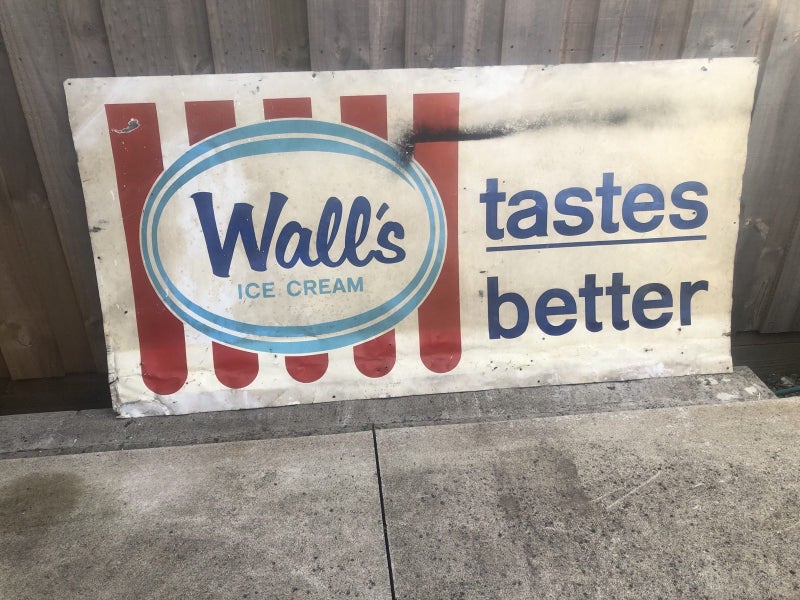 Wall's
ICE CREAM
tastes
better